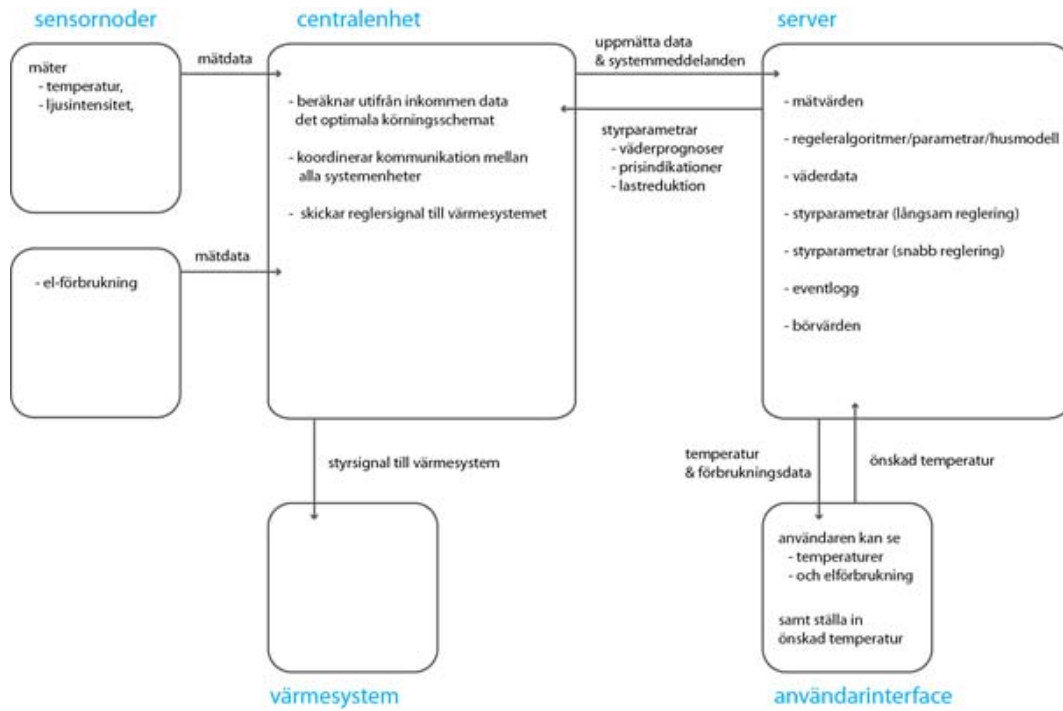 sensornoder
mäter
- temperatur,
- ljusintensitet,
mätdata
- el-förbrukning
mätdata
centralenhet
- beräknar utifrån inkommen data
det optimala körningsschemat
- koordinerar kommunikation mellan
alla systemenheter
- skickar reglersignal till värmesystemet
uppmätta data
& systemmeddelanden
styrparametrar
- väderprognoser
- prisindikationer
- lastreduktion
server
- mätvärden
- regeleralgoritmer/parametrar/husmodell
- väderdata
- styrparametrar (långsam reglering)
- styrparametrar (snabb reglering)
- eventlogg
- börvärden
styrsignal till värmesystem
temperatur
& förbrukningsdata
önskad temperatur
användaren kan se
- temperaturer
- och elförbrukning
samt ställa in
önskad temperatur
värmesystem
användarinterface